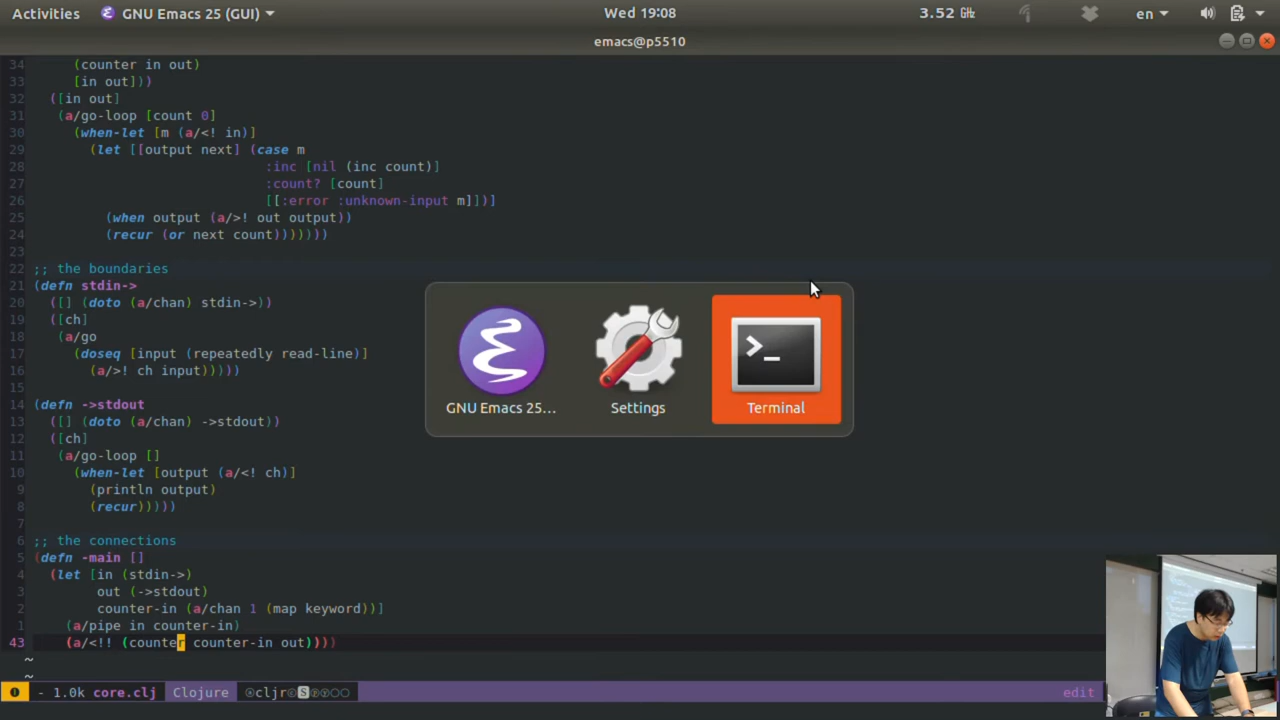 Activities GNU Emacs 25 (GUI) Wed 19:08 3.52 GHz en
emacs@p5510
34 (counter in out)
33 [in out]))
32 ([in out]
31 (a/go-loop [count 0]
30 (when-let [m (a/<! in)]
29 (let [[output next] (case m
28 :inc [nil (inc count)]
27 :count? [count]
26 [[:error :unknown-input m]])]
25 (when output (a/>! out output))
24 (recur (or next count)))))))
23
22 ;; the boundaries
21 (defn stdin->
20 ([] (doto (a/chan) stdin->))
19 ([ch]
18 (a/go
17 (doseq [input (repeatedly read-line)]
16 (a/>! ch input)))))
15
14 (defn ->stdout
13 ([] (doto (a/chan) ->stdout))
12 ([ch]
11 (a/go-loop []
10 (when-let [output (a/<! ch)]
9 (println output)
8 (recur)))))
7
6 ;; the connections
5 (defn -main []
4 (let [in (stdin->)
3 out (->stdout)
2 counter-in (a/chan 1 (map keyword))]
1 (a/pipe in counter-in)
43 (a/<!! (counter counter-in out))))
~
~
GNU Emacs 25... Settings Terminal
- 1.0k core.clj Clojure cljr edit